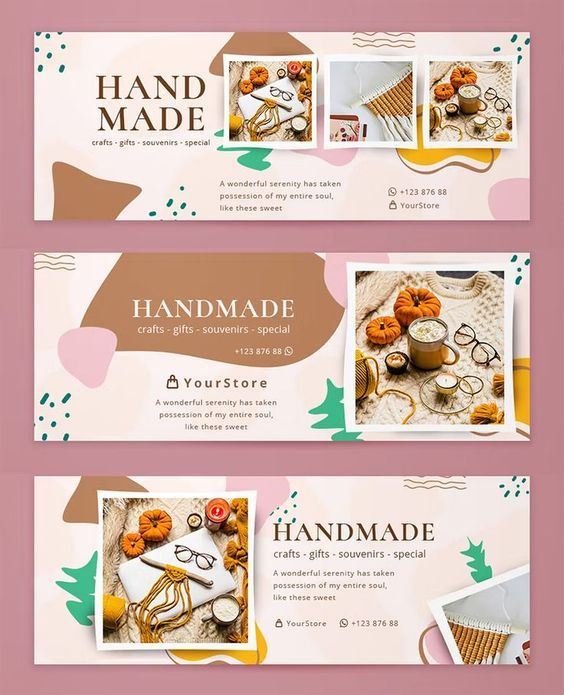 HAND
MADE
crafts - gifts - souvenirs - special
A wonderful serenity has taken
possession of my entire soul,
like these sweet
+123 876 88
YourStore
HANDMADE
crafts - gifts - souvenirs - special
+123 876 88
YourStore
A wonderful serenity has taken
possession of my entire soul,
like these sweet
HANDMADE
crafts - gifts - souvenirs - special
A wonderful serenity has taken
possession of my entire soul,
like these sweet
YourStore +123 876 88